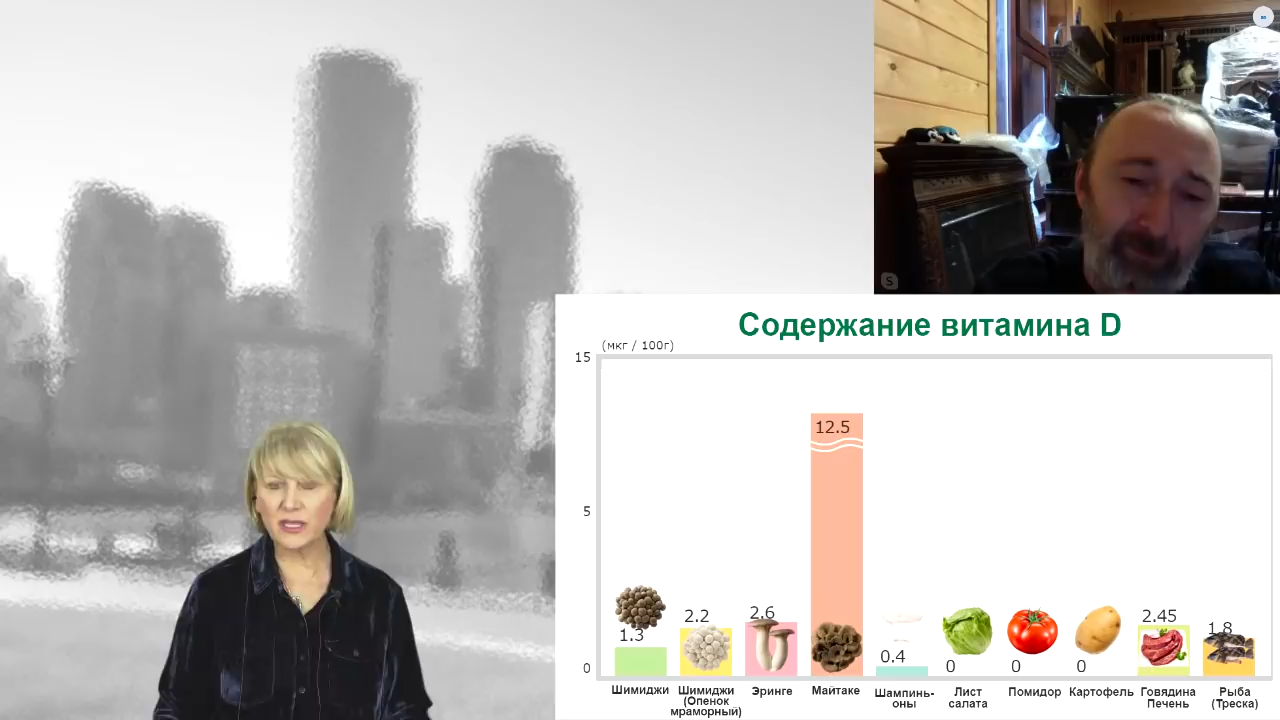 S
Содержание витамина D
(мкг / 100г)
15
5
0
1.3
2.2
2.6
12.5
0.4
0
0
0
2.45
1.8
Шимиджи
Шимиджи
(Опенок
мраморный)
Эринге
Майтаке
Шампинь-
оны
Лист
салата
Помидор
Картофель
Говядина
Печень
Рыба
(Треска)